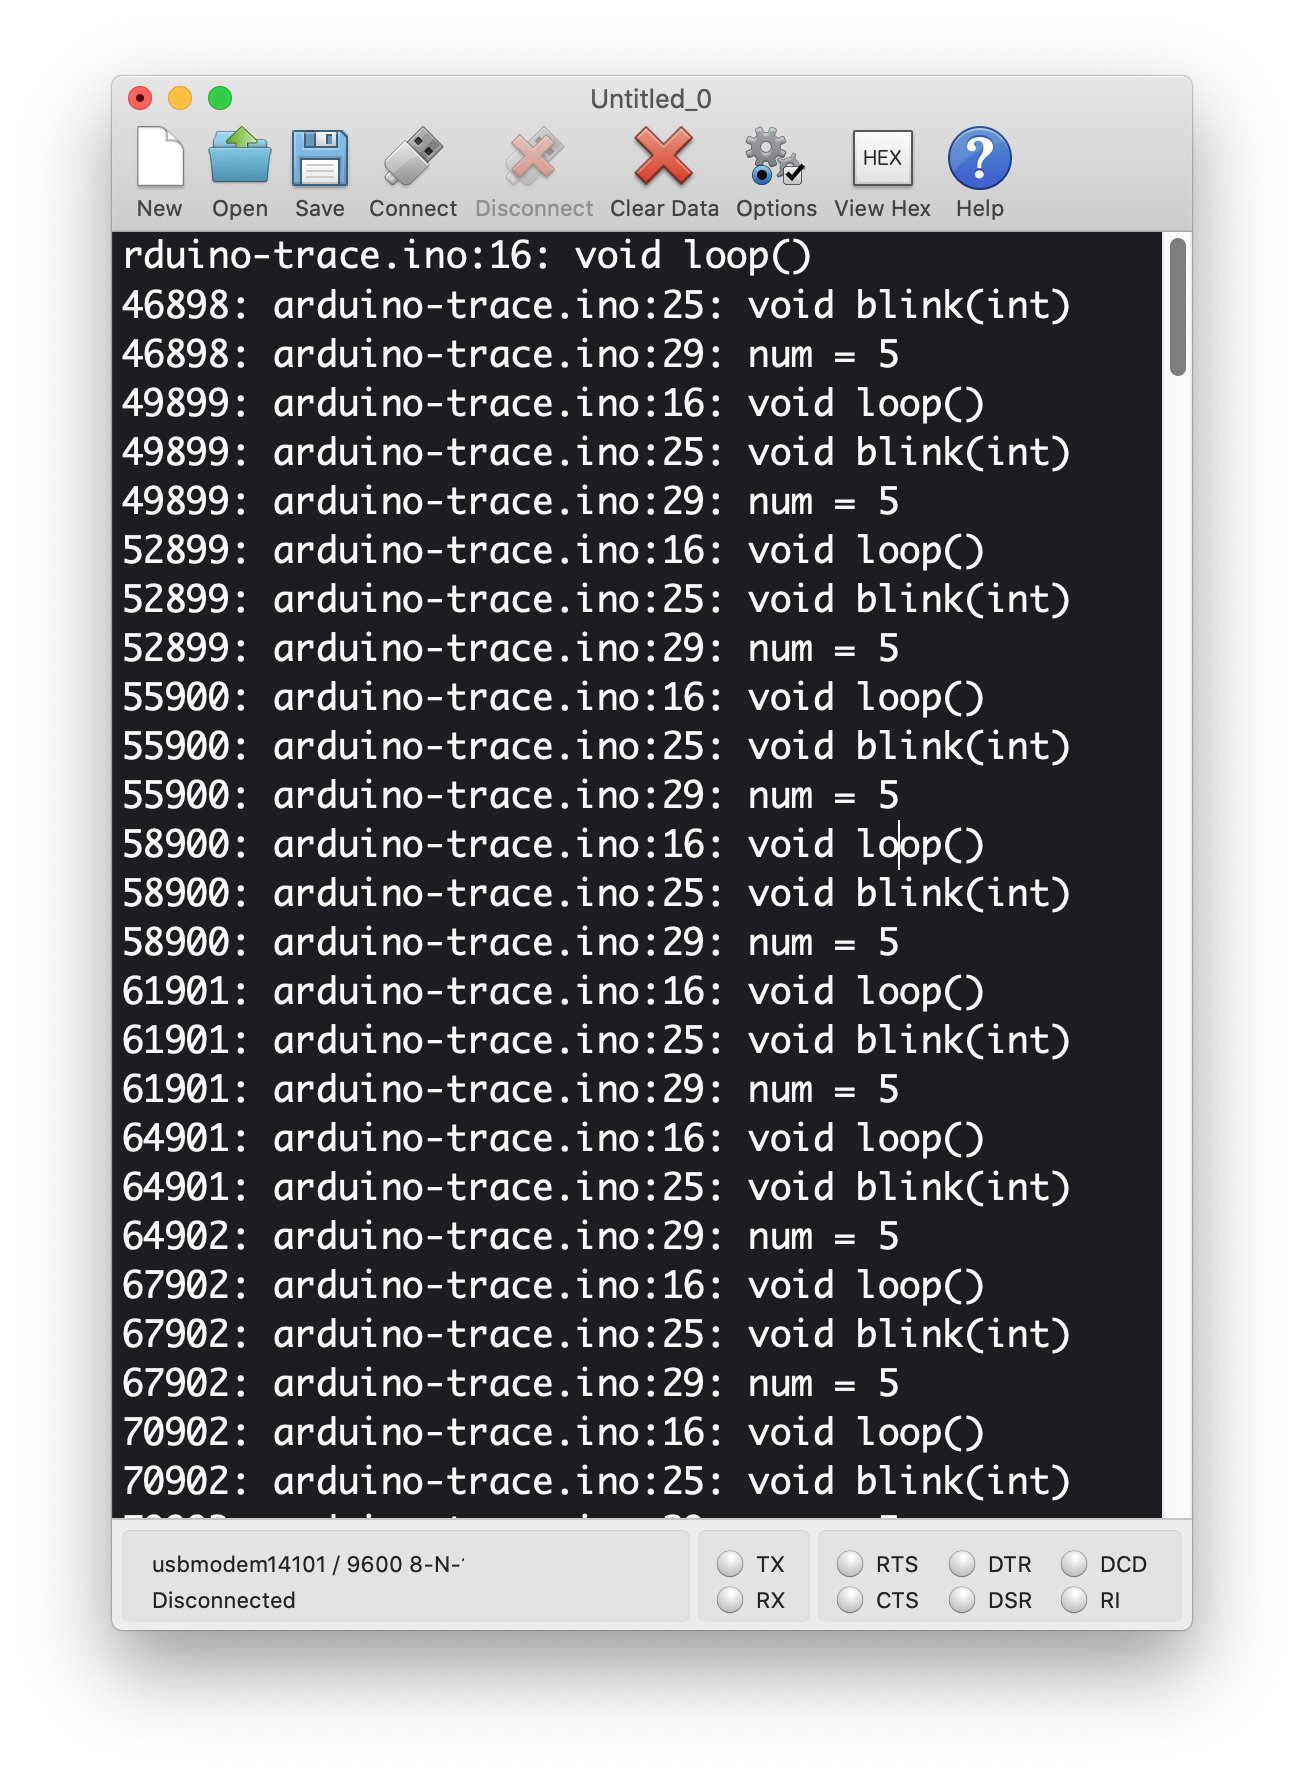 Untitled_0
New Open Save Connect Disconnect Clear Data Options HEX View Hex ? Help
rduino-trace.ino:16: void loop()
46898: arduino-trace.ino:25: void blink(int)
46898: arduino-trace.ino:29: num = 5
49899: arduino-trace.ino:16: void loop()
49899: arduino-trace.ino:25: void blink(int)
49899: arduino-trace.ino:29: num = 5
52899: arduino-trace.ino:16: void loop()
52899: arduino-trace.ino:25: void blink(int)
52899: arduino-trace.ino:29: num = 5
55900: arduino-trace.ino:16: void loop()
55900: arduino-trace.ino:25: void blink(int)
55900: arduino-trace.ino:29: num = 5
58900: arduino-trace.ino:16: void loop()
58900: arduino-trace.ino:25: void blink(int)
58900: arduino-trace.ino:29: num = 5
61901: arduino-trace.ino:16: void loop()
61901: arduino-trace.ino:25: void blink(int)
61901: arduino-trace.ino:29: num = 5
64901: arduino-trace.ino:16: void loop()
64901: arduino-trace.ino:25: void blink(int)
64902: arduino-trace.ino:29: num = 5
67902: arduino-trace.ino:16: void loop()
67902: arduino-trace.ino:25: void blink(int)
67902: arduino-trace.ino:29: num = 5
70902: arduino-trace.ino:16: void loop()
70902: arduino-trace.ino:25: void blink(int)
usbmodem14101 / 9600 8-N-
Disconnected
TX RTS DTR DCD
RX CTS DSR RI